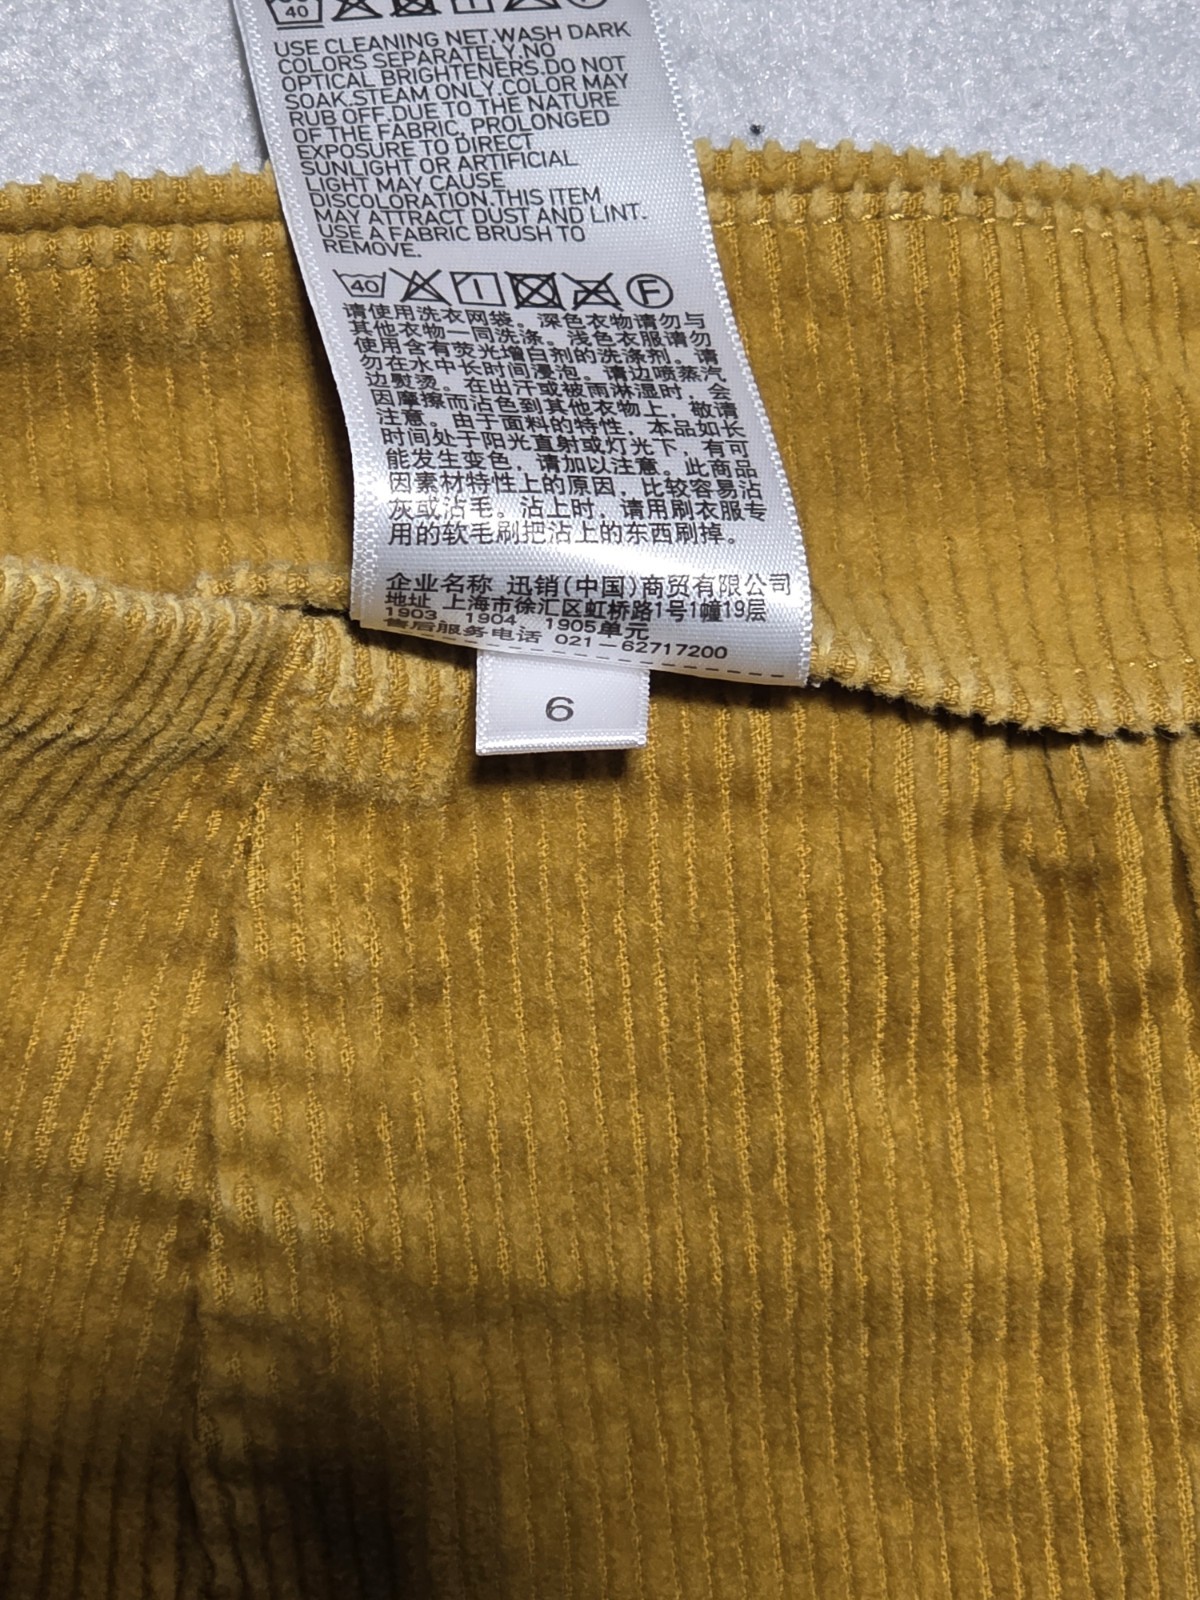 40
USE CLEANING NET.WASH DARK
COLORS SEPARATELY.NO
OPTICAL BRIGHTENERS.DO NOT
SOAK.STEAM ONLY.COLOR MAY
RUB OFF.DUE TO THE NATURE
OF THE FABRIC, PROLONGED
EXPOSURE TO DIRECT
SUNLIGHT OR ARTIFICIAL
LIGHT MAY CAUSE
DISCOLORATION.THIS ITEM
MAY ATTRACT DUST AND LINT.
USE A FABRIC BRUSH TO
REMOVE.
40 F
请使用洗衣网袋。深色衣物请勿与
其他衣物一同洗涤。浅色衣服请勿
使用含有荧光增白剂的洗涤剂。请
勿在水中长时间浸泡。请边喷蒸汽
边熨烫。在出汗或被雨淋湿时，会
因摩擦而沾色到其他衣物上，敬请
注意。由于面料的特性，本品如长
时间处于阳光直射或灯光下，有可
能发生变色，请加以注意。此商品
因素材特性上的原因，比较容易沾
灰或沾毛。沾上时，请用刷衣服专
用的软毛刷把沾上的东西刷掉。
企业名称 迅销(中国)商贸有限公司
地址 上海市徐汇区虹桥路1号1幢19层
1903、1904、1905单元
售后服务电话 021－62717200
6